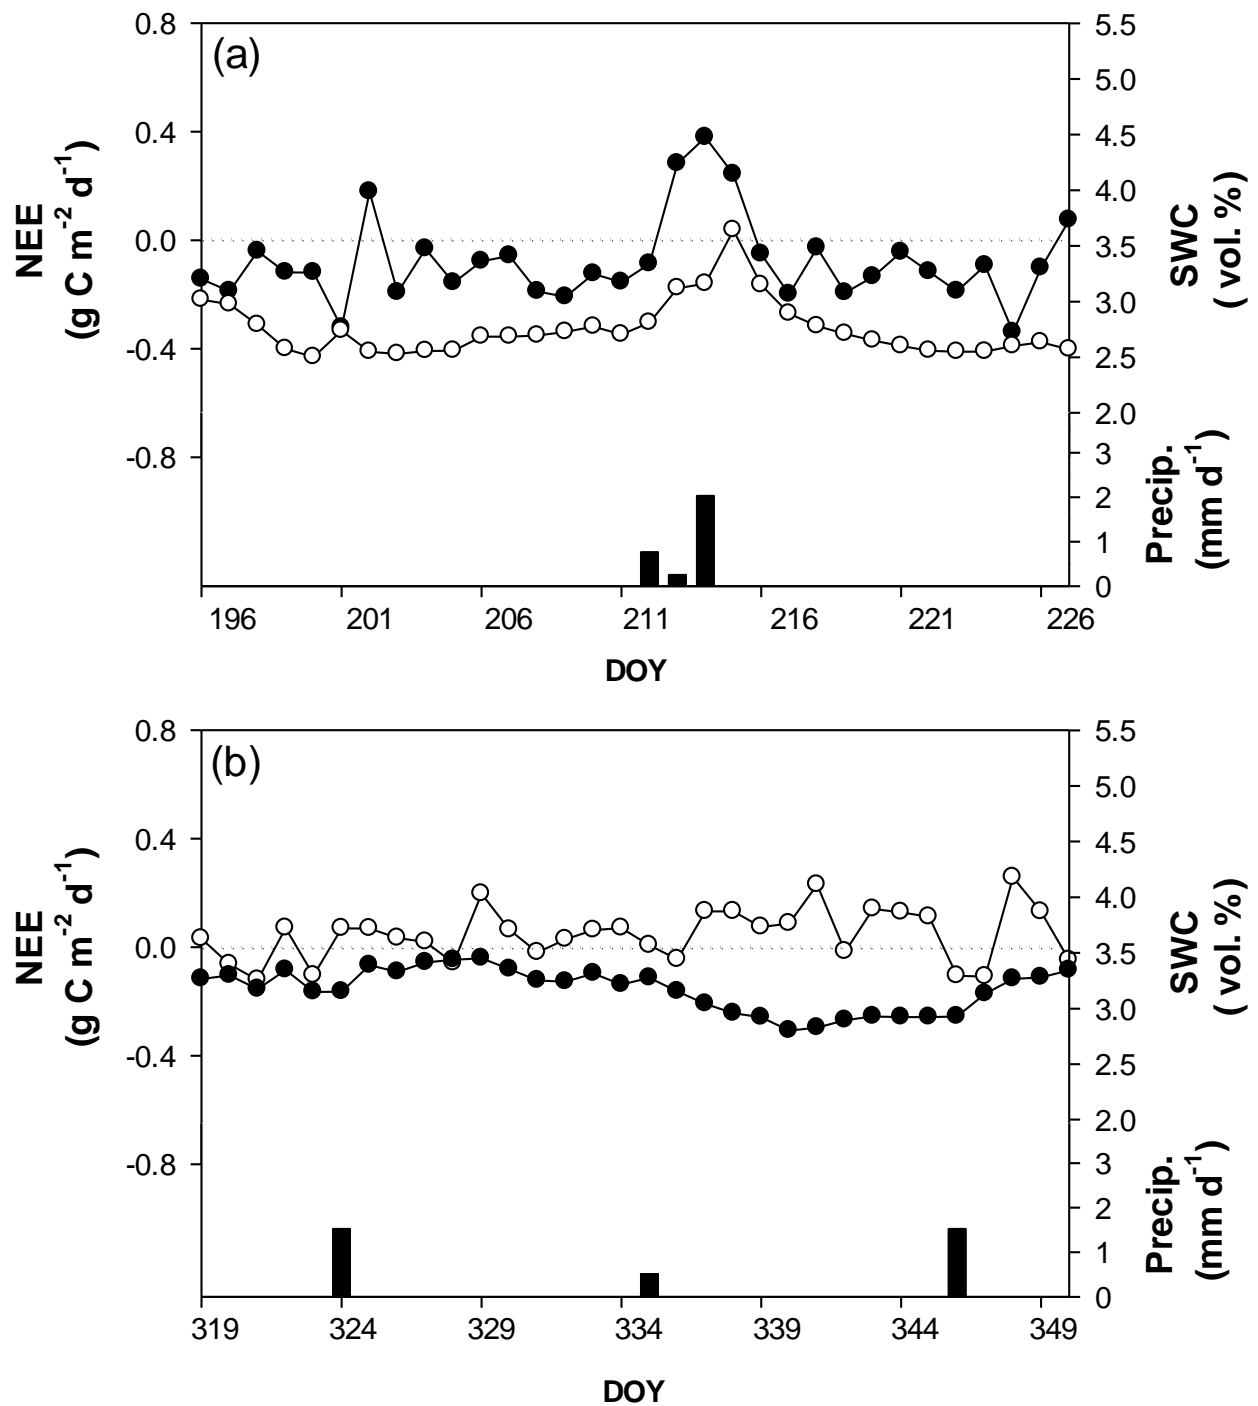 (a)
0.8
0.4
0.0
-0.4
-0.8
NEE
(g C m⁻² d⁻¹)
5.5
5.0
4.5
4.0
3.5
3.0
2.5
2.0
SWC
( vol. %)
3
2
1
0
Precip.
(mm d⁻¹)
196 201 206 211 216 221 226
DOY
(b)
0.8
0.4
0.0
-0.4
-0.8
NEE
(g C m⁻² d⁻¹)
5.5
5.0
4.5
4.0
3.5
3.0
2.5
2.0
SWC
( vol. %)
3
2
1
0
Precip.
(mm d⁻¹)
319 324 329 334 339 344 349
DOY